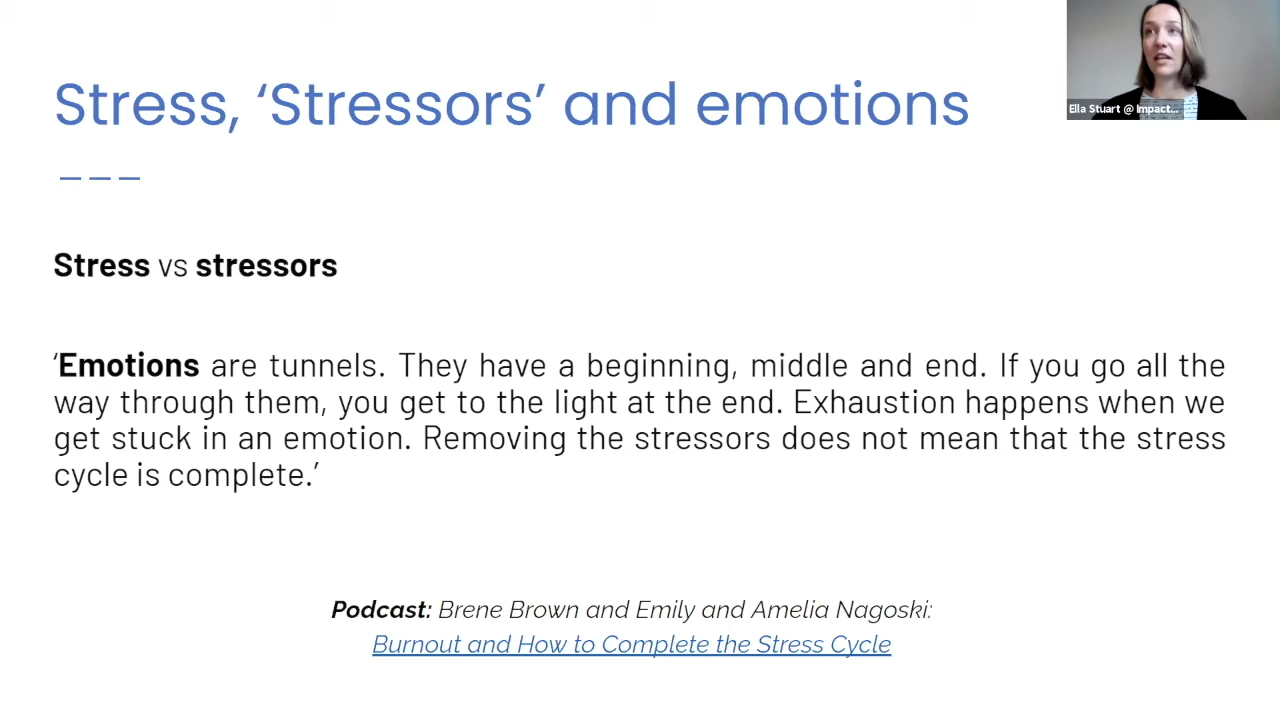 Stress, ‘Stressors’ and emotions
Ella Stuart @ Impact...
Stress vs stressors
‘Emotions are tunnels. They have a beginning, middle and end. If you go all the
way through them, you get to the light at the end. Exhaustion happens when we
get stuck in an emotion. Removing the stressors does not mean that the stress
cycle is complete.’
Podcast: Brene Brown and Emily and Amelia Nagoski:
Burnout and How to Complete the Stress Cycle